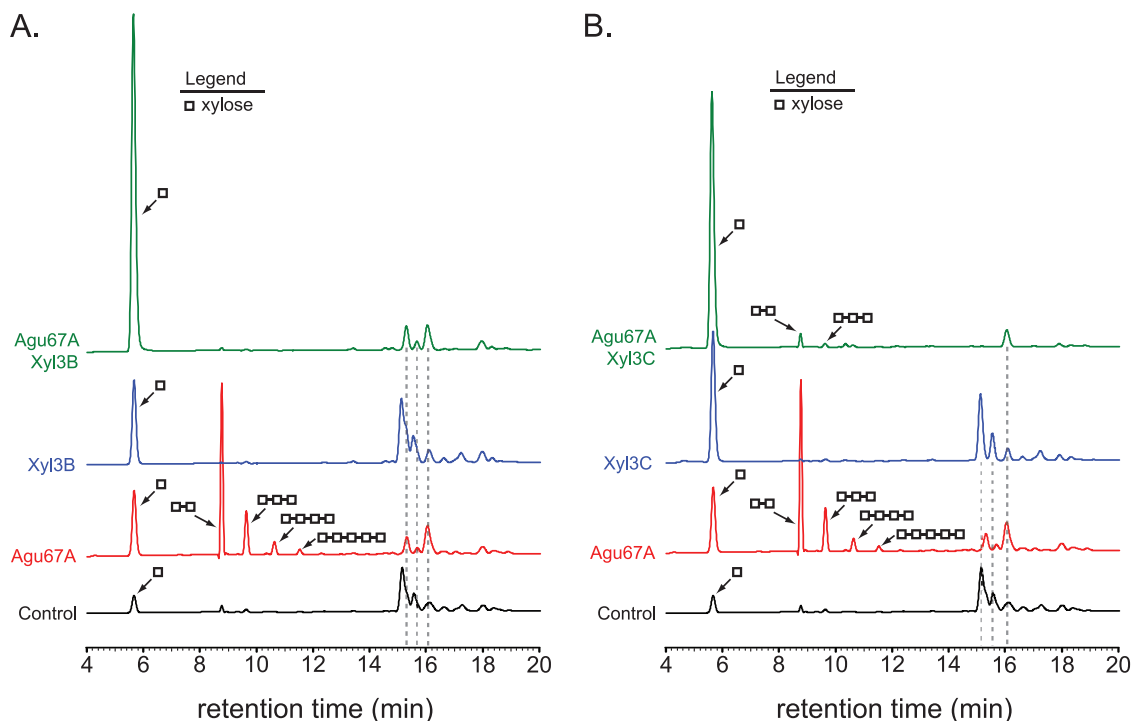 A.
Legend
xylose
Agu67A
Xyl3B
Xyl3B
Agu67A
Control
4 6 8 10 12 14 16 18 20
retention time (min)
B.
Legend
xylose
Agu67A
Xyl3C
Xyl3C
Agu67A
Control
4 6 8 10 12 14 16 18 20
retention time (min)